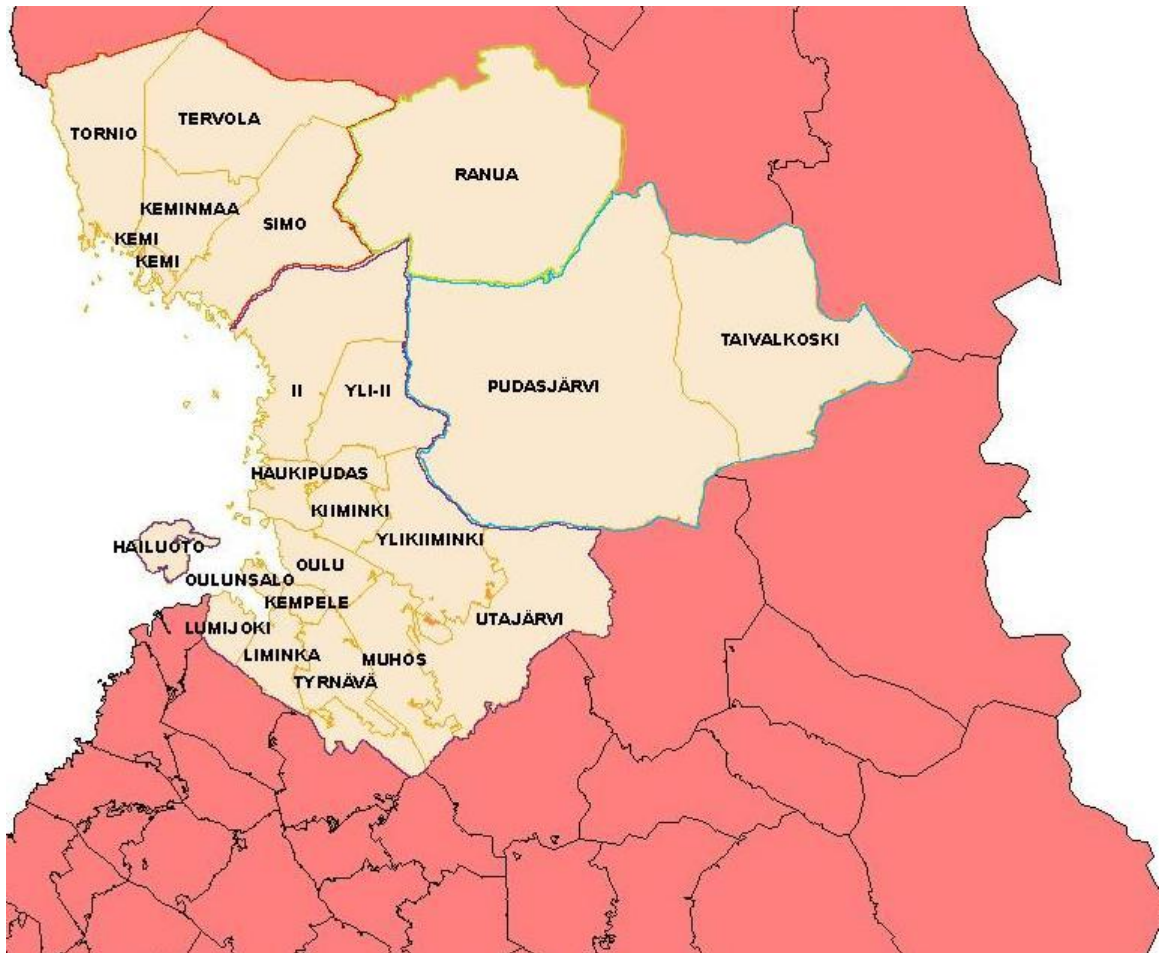 TERVOLA
TORNIO
RANUA
KEMINMAA
SIMO
KEMI
KEMI
TAIVALKOSKI
PUDASJÄRVI
II
YLI-II
HAUKIPUDAS
KIIMINKI
YLIKIIMINKI
HAILUOTO
OULU
OULUNSALO
KEMPELE
UTAJÄRVI
LUMIJOKI
LIMINKA
MUHOS
TYRNÄVÄ